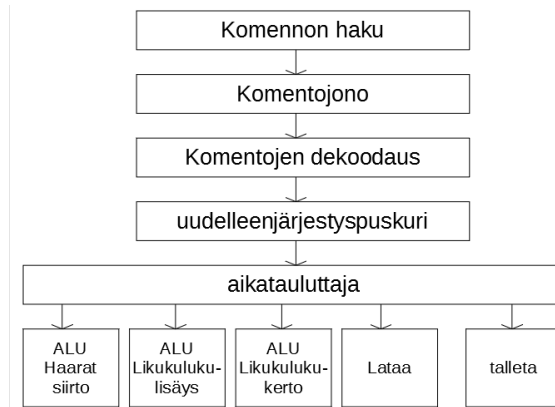 Komennon haku
Komentojono
Komentojen dekoodaus
uudelleenjärjestyspuskuri
aikatauluttaja
ALU
Haarat
siirto
ALU
Likukuluku-
lisäys
ALU
Likukuluku-
kerto
Lataa
talleta